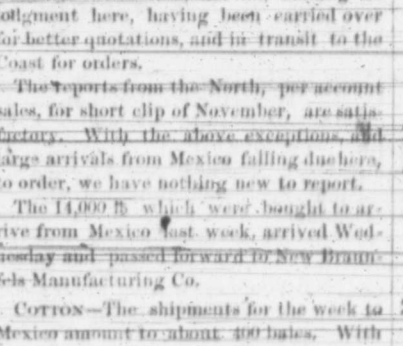 here, having been carried over
for better quotations, and in transit to the
Coast for orders.
The reports from the North, per account
sales, for short clip of November, are satis-
factory. With the above exceptions, and
large arrivals from Mexico falling due here,
to order, we have nothing new to report.
The 14,000 ℔ which were bought to ar-
rive from Mexico last week, arrived Wed-
nesday and passed forward to New Braun-
fels Manufacturing Co.
COTTON—The shipments for the week to
Mexico amount to about 400 bales. With